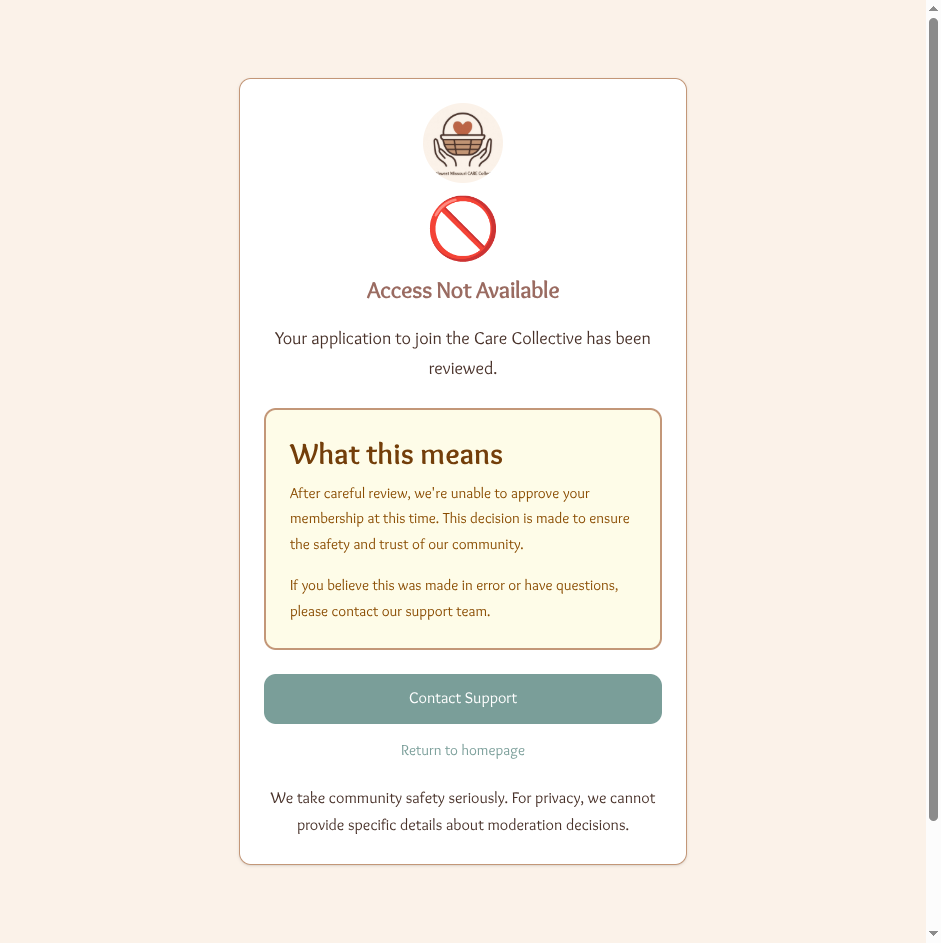 Access Not Available
Your application to join the Care Collective has been
reviewed.
What this means
After careful review, we're unable to approve your
membership at this time. This decision is made to ensure
the safety and trust of our community.
If you believe this was made in error or have questions,
please contact our support team.
Contact Support
Return to homepage
We take community safety seriously. For privacy, we cannot
provide specific details about moderation decisions.